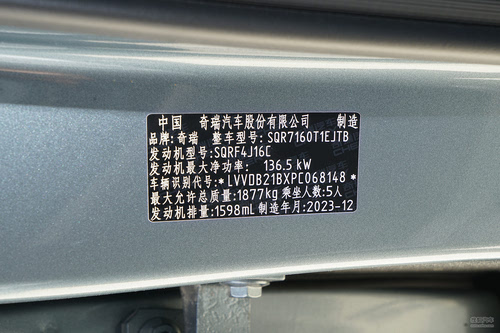 中国 奇瑞汽车股份有限公司 制造
品牌:奇瑞 整车型号:SQR7160T1EJTB
发动机型号:SQRF4J16C
发动机最大净功率: 136.5 kW
车辆识别代号:*LVVDB21BXPC068148*
最大允许总质量:1877kg 乘坐人数:5人
发动机排量:1598mL 制造年月:2023-12